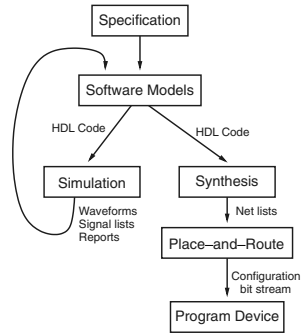 Specification
Software Models
HDL Code
HDL Code
Simulation
Synthesis
Waveforms
Signal lists
Reports
Net lists
Place–and–Route
Configuration
bit stream
Program Device